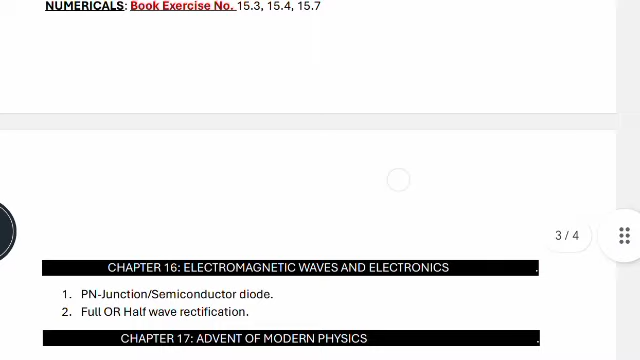 NUMERICALS: Book Exercise No. 15.3, 15.4, 15.7
3 / 4
CHAPTER 16: ELECTROMAGNETIC WAVES AND ELECTRONICS .
1. PN-Junction/Semiconductor diode.
2. Full OR Half wave rectification.
CHAPTER 17: ADVENT OF MODERN PHYSICS .